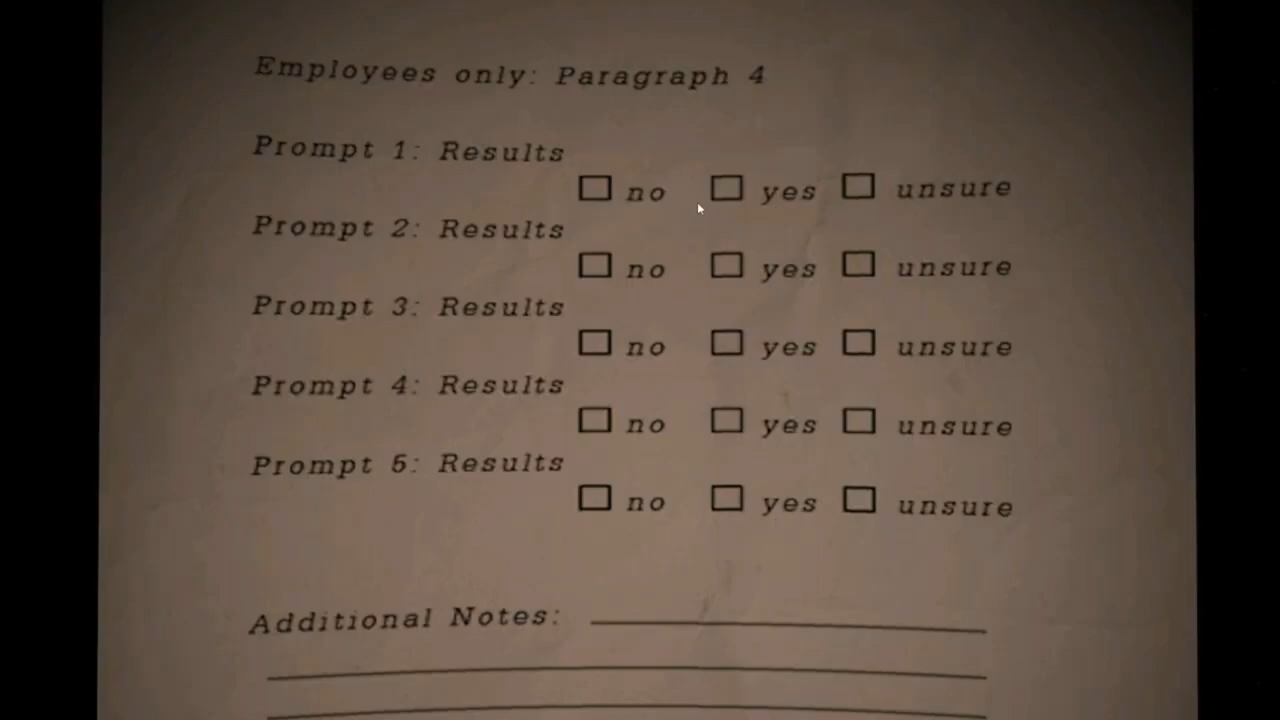 Employees only: Paragraph 4
Prompt 1: Results
no yes unsure
Prompt 2: Results
no yes unsure
Prompt 3: Results
no yes unsure
Prompt 4: Results
no yes unsure
Prompt 5: Results
no yes unsure
Additional Notes: